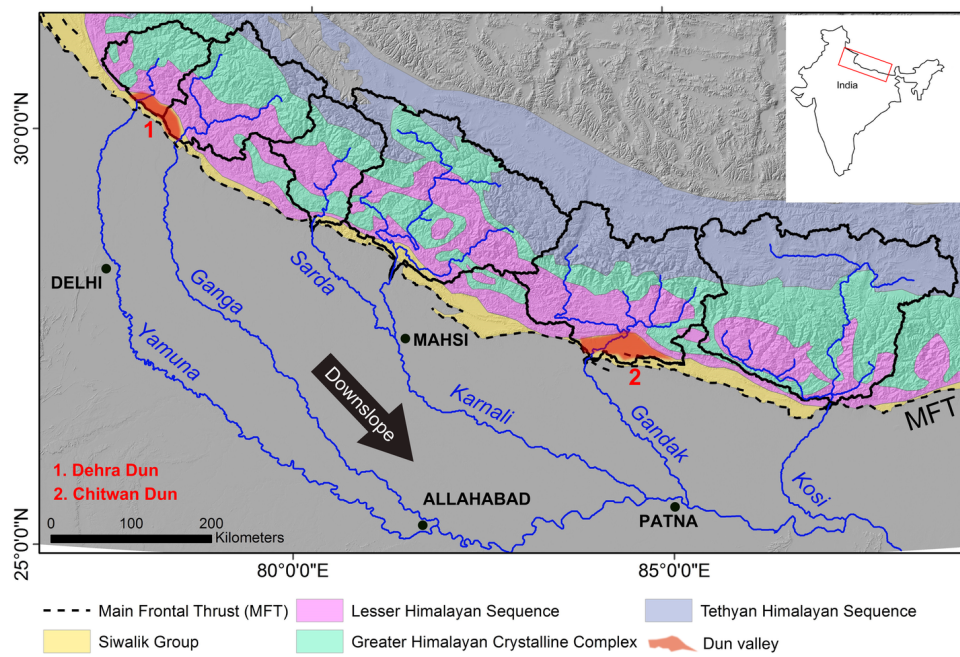 India
30°0'0"N
1
DELHI
Ganga
Sarda
Yamuna
MAHSI
2
MFT
Downslope
Karnali
Gandak
Kosi
1. Dehra Dun
2. Chitwan Dun
ALLAHABAD
PATNA
0 100 200
Kilometers
25°0'0"N
80°0'0"E 85°0'0"E
Main Frontal Thrust (MFT) Lesser Himalayan Sequence Tethyan Himalayan Sequence
Siwalik Group Greater Himalayan Crystalline Complex Dun valley